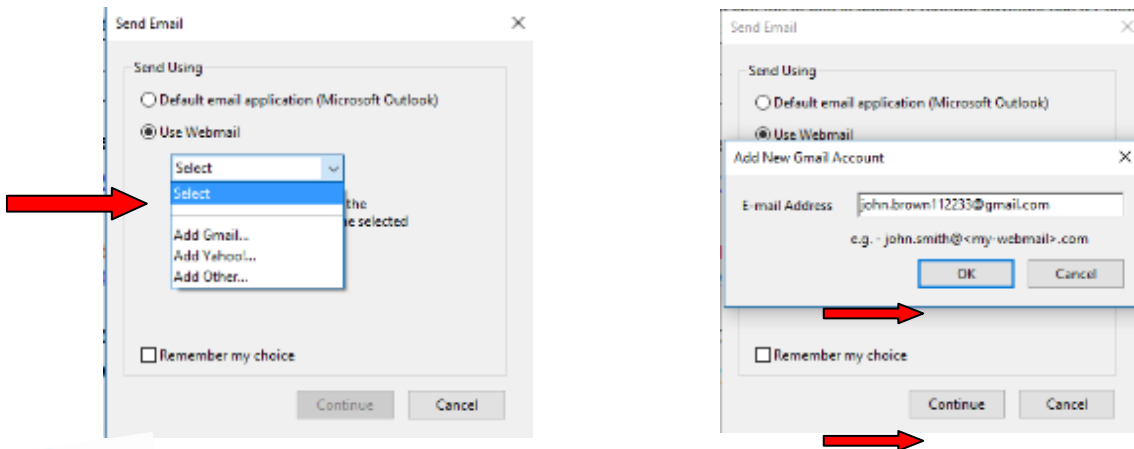 Send Email
Send Using
Default email application (Microsoft Outlook)
Use Webmail
Select
Select
the
e selected
Add Gmail...
Add Yahoo!...
Add Other...
Remember my choice
Continue
Cancel
Send Email
Send Using
Default email application (Microsoft Outlook)
Use Webmail
Add New Gmail Account
E-mail Address
john.brown112233@gmail.com
e.g. - john.smith@<my-webmail>.com
OK
Cancel
Remember my choice
Continue
Cancel